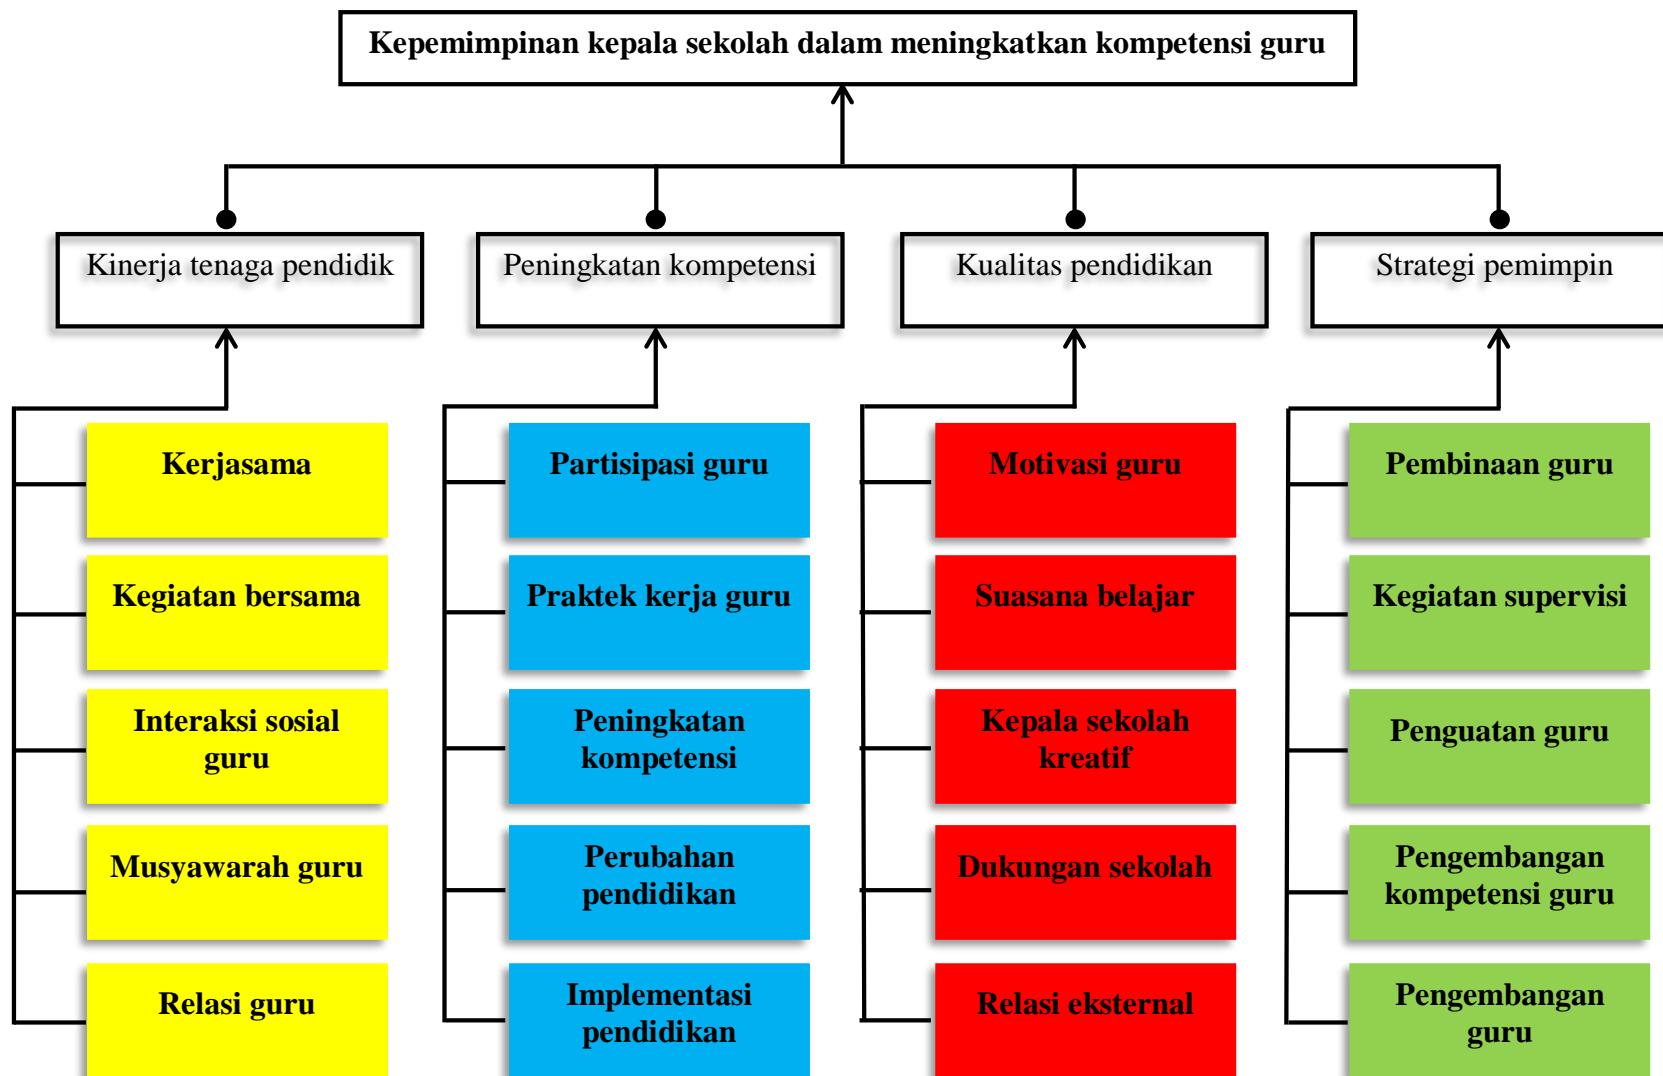 Kepemimpinan kepala sekolah dalam meningkatkan kompetensi guru
Kinerja tenaga pendidik
Peningkatan kompetensi
Kualitas pendidikan
Strategi pemimpin
Kerjasama
Partisipasi guru
Motivasi guru
Pembinaan guru
Kegiatan bersama
Praktek kerja guru
Suasana belajar
Kegiatan supervisi
Interaksi sosial
guru
Peningkatan
kompetensi
Kepala sekolah
kreatif
Penguatan guru
Musyawarah guru
Perubahan
pendidikan
Dukungan sekolah
Pengembangan
kompetensi guru
Relasi guru
Implementasi
pendidikan
Relasi eksternal
Pengembangan
guru